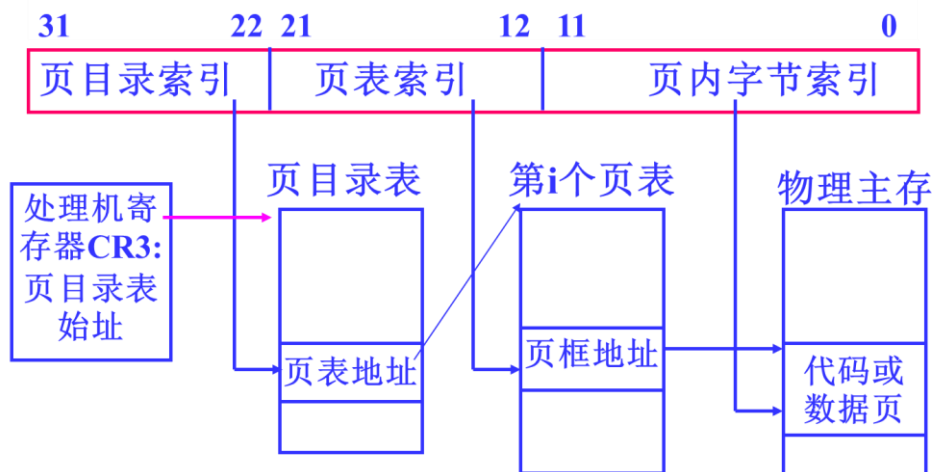 31 22 21 12 11 0
页目录索引 页表索引 页内字节索引
页目录表 第i个页表 物理主存
处理机寄
存器CR3:
页目录表
始址
页表地址
页框地址
代码或
数据页